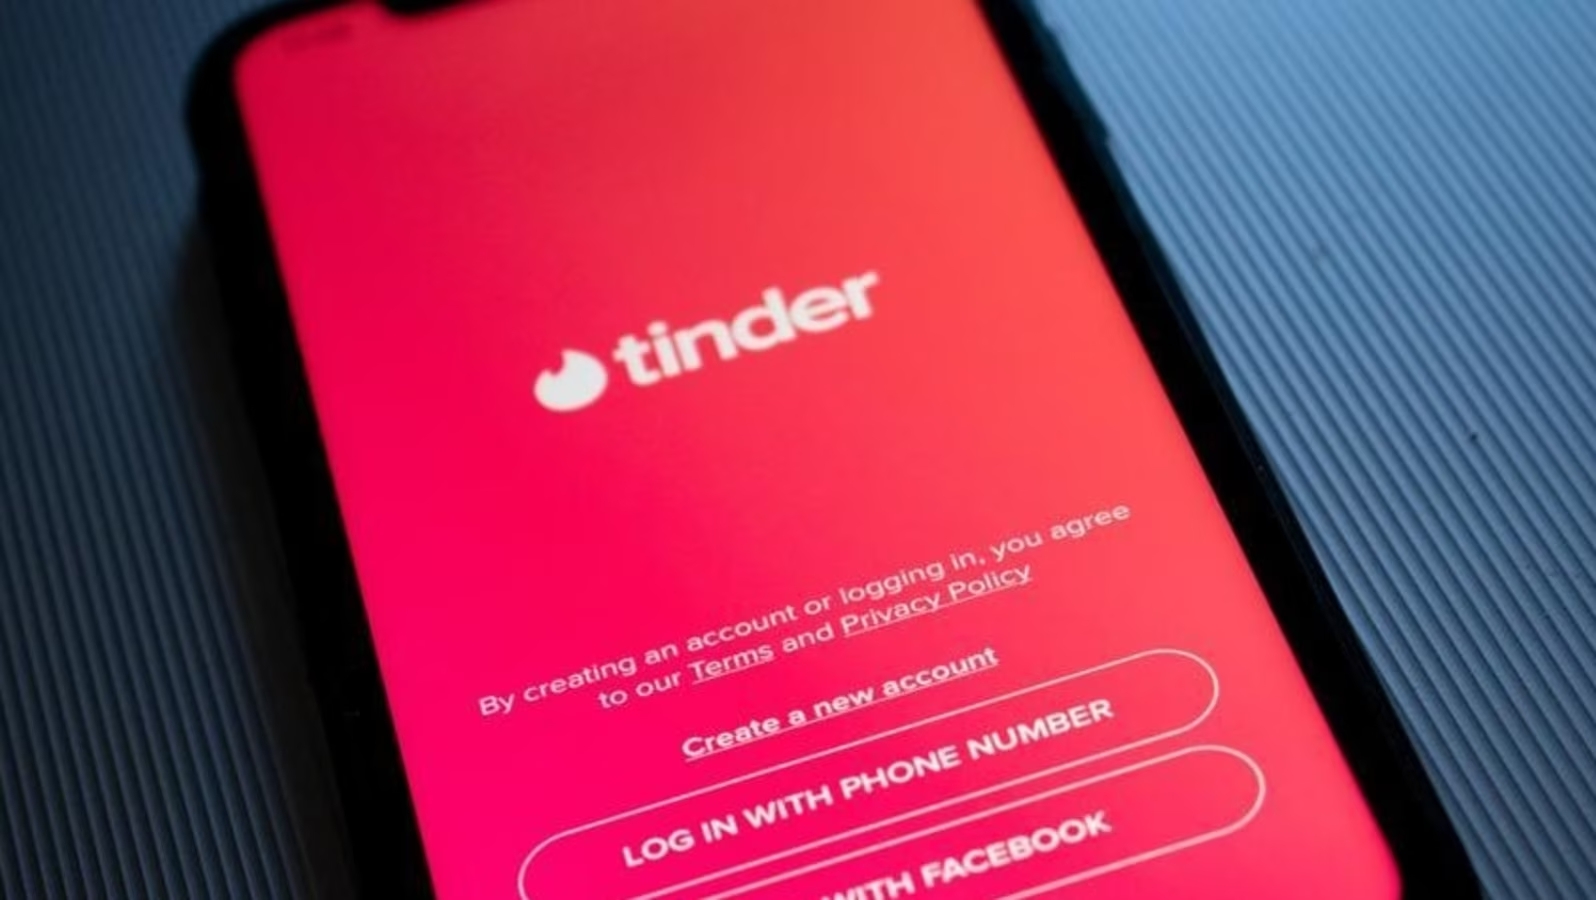 tinder
By creating an account or logging in, you agree
to our Terms and Privacy Policy
Create a new account
LOG IN WITH PHONE NUMBER
WITH FACEBOOK